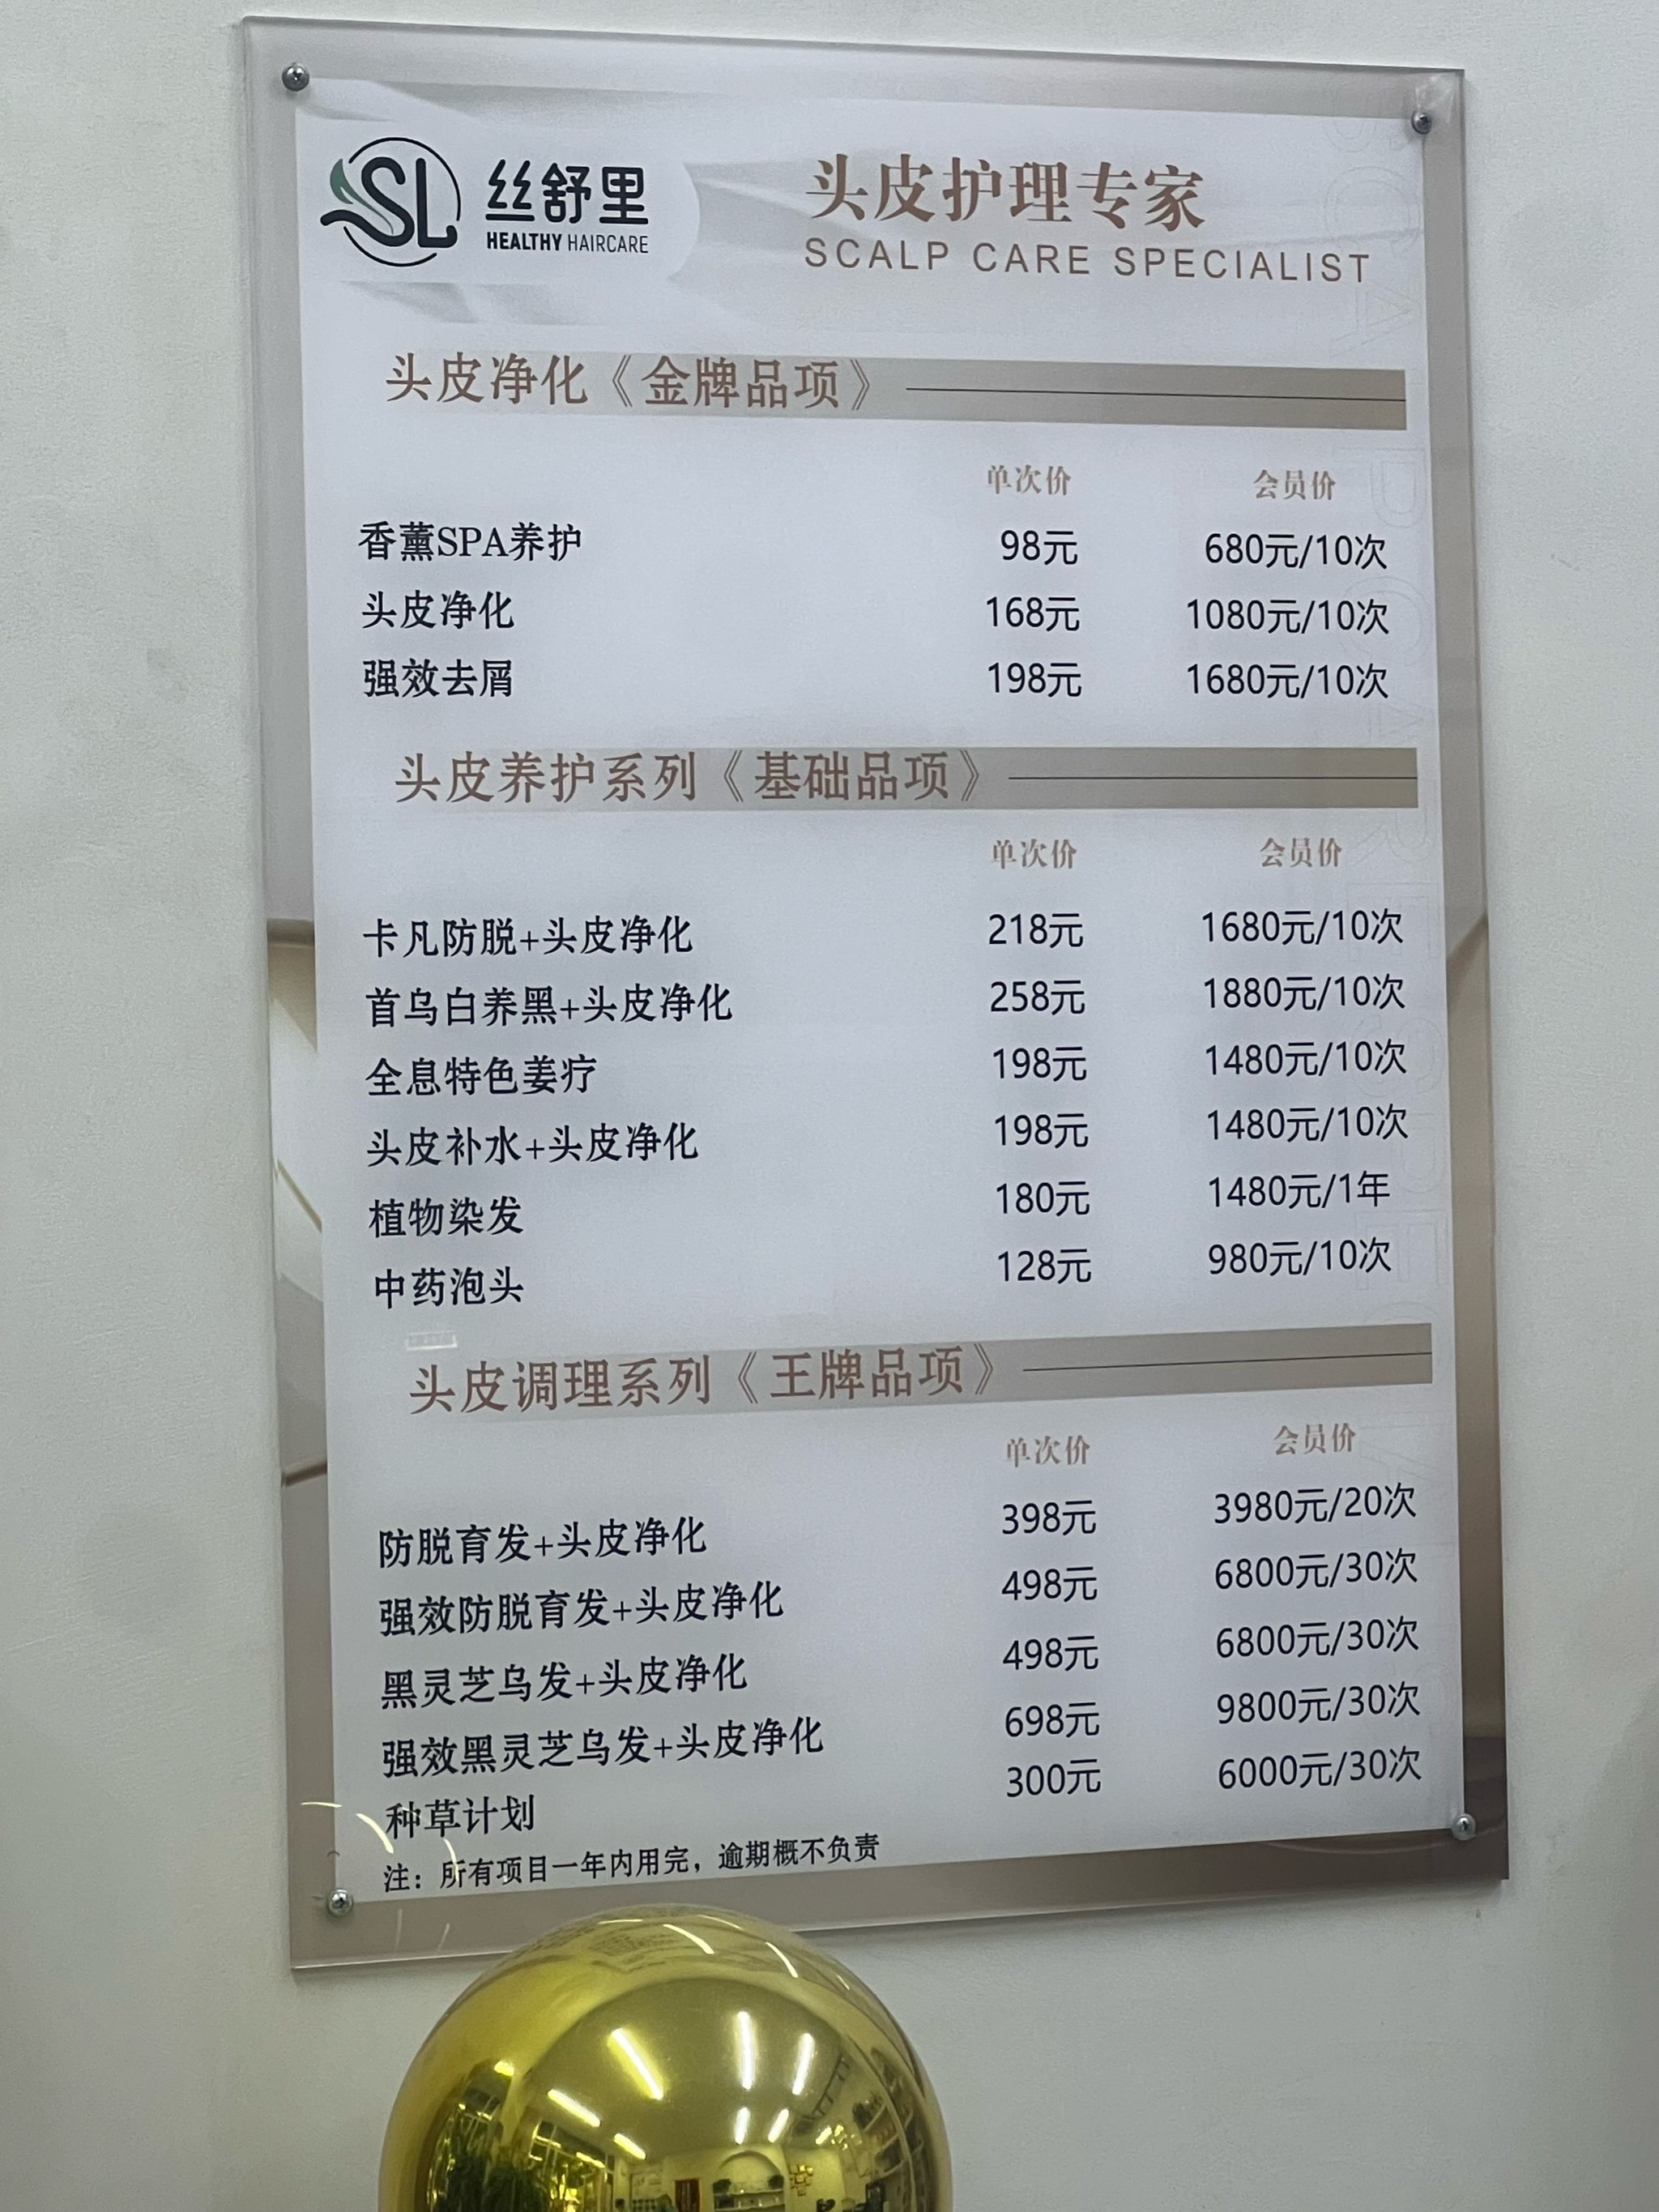 SL 丝舒里
HEALTHY HAIRCARE
头皮护理专家
SCALP CARE SPECIALIST
头皮净化《金牌品项》
单次价 会员价
香薰SPA养护 98元 680元/10次
头皮净化 168元 1080元/10次
强效去屑 198元 1680元/10次
头皮养护系列《基础品项》
单次价 会员价
卡凡防脱+头皮净化 218元 1680元/10次
首乌白养黑+头皮净化 258元 1880元/10次
全息特色姜疗 198元 1480元/10次
头皮补水+头皮净化 198元 1480元/10次
植物染发 180元 1480元/1年
中药泡头 128元 980元/10次
头皮调理系列《王牌品项》
单次价 会员价
防脱育发+头皮净化 398元 3980元/20次
强效防脱育发+头皮净化 498元 6800元/30次
黑灵芝乌发+头皮净化 498元 6800元/30次
强效黑灵芝乌发+头皮净化 698元 9800元/30次
种草计划 300元 6000元/30次
注：所有项目一年内用完，逾期概不负责